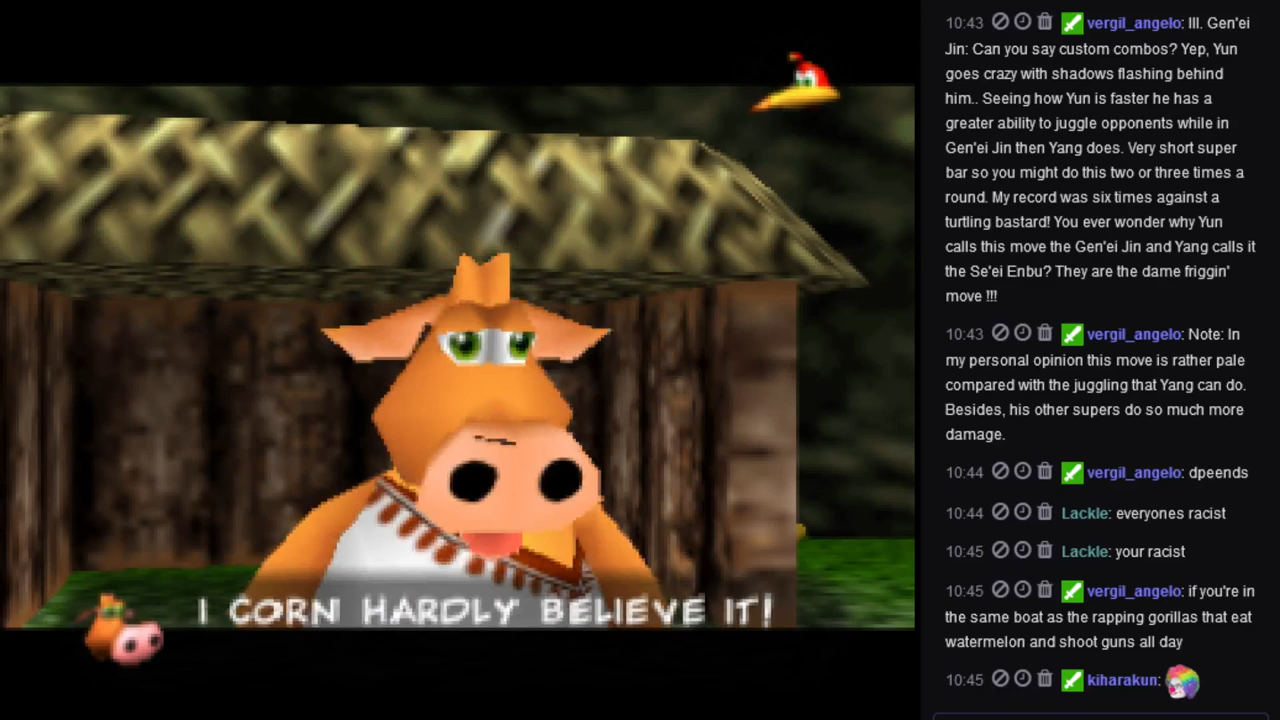 10:43 vergil_angelo: III. Gen'ei
Jin: Can you say custom combos? Yep, Yun
goes crazy with shadows flashing behind
him.. Seeing how Yun is faster he has a
greater ability to juggle opponents while in
Gen'ei Jin then Yang does. Very short super
bar so you might do this two or three times a
round. My record was six times against a
turtling bastard! You ever wonder why Yun
calls this move the Gen'ei Jin and Yang calls it
the Se'ei Enbu? They are the dame friggin'
move !!!
10:43 vergil_angelo: Note: In
my personal opinion this move is rather pale
compared with the juggling that Yang can do.
Besides, his other supers do so much more
damage.
10:44 vergil_angelo: dpeends
10:44 Lackle: everyones racist
10:45 Lackle: your racist
10:45 vergil_angelo: if you're in
the same boat as the rapping gorillas that eat
watermelon and shoot guns all day
10:45 kiharakun:
I CORN HARDLY BELIEVE IT!